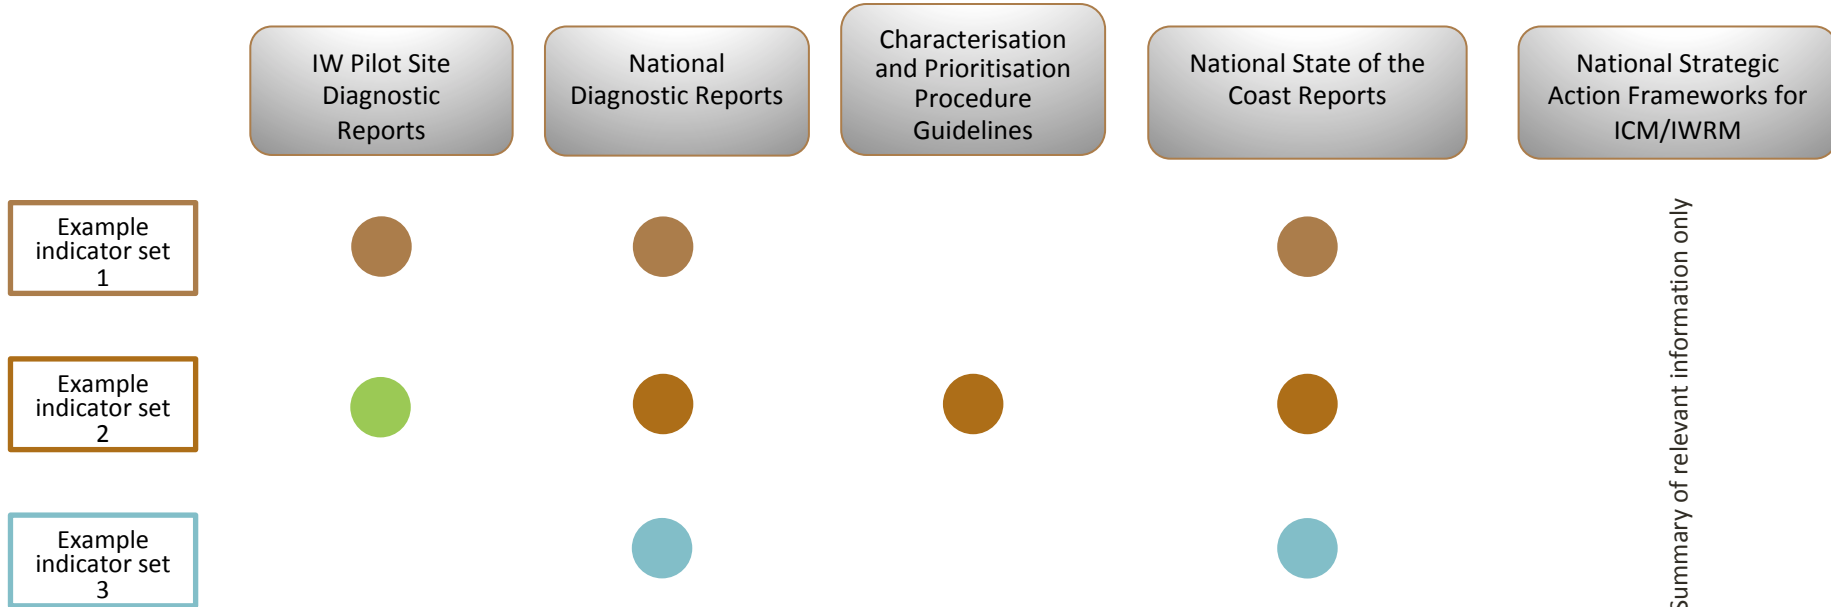 IW Pilot Site
Diagnostic
Reports
National
Diagnostic Reports
Characterisation
and Prioritisation
Procedure
Guidelines
National State of the
Coast Reports
National Strategic
Action Frameworks for
ICM/IWRM
Example
indicator set
1
Example
indicator set
2
Example
indicator set
3
Summary of relevant information only